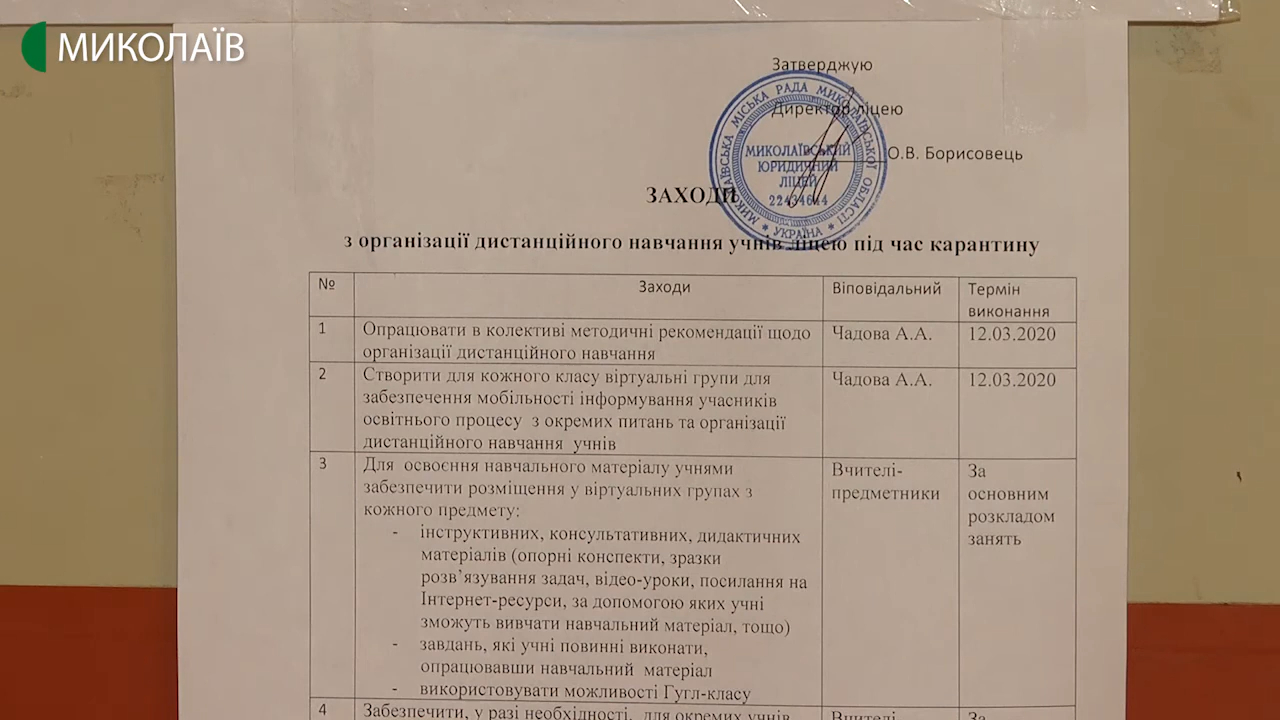 МИКОЛАЇВ
Затверджую
Директор ліцею
О.В. Борисовець
МИКОЛАЇВСЬКА МІСЬКА РАДА МИКОЛАЇВСЬКОЇ ОБЛАСТІ
* УКРАЇНА *
МИКОЛАЇВСЬКИЙ
ЮРИДИЧНИЙ
ЛІЦЕЙ
22434644
ЗАХОДИ
з організації дистанційного навчання учнів ліцею під час карантину
№ Заходи Віповідальний Термін
виконання
1 Опрацювати в колективі методичні рекомендації щодо Чадова А.А. 12.03.2020
організації дистанційного навчання
2 Створити для кожного класу віртуальні групи для Чадова А.А. 12.03.2020
забезпечення мобільності інформування учасників
освітнього процесу з окремих питань та організації
дистанційного навчання учнів
3 Для освоєння навчального матеріалу учнями Вчителі- За
забезпечити розміщення у віртуальних групах з предметники основним
кожного предмету: розкладом
- інструктивних, консультативних, дидактичних занять
матеріалів (опорні конспекти, зразки
розв’язування задач, відео-уроки, посилання на
Інтернет-ресурси, за допомогою яких учні
зможуть вивчати навчальний матеріал, тощо)
- завдань, які учні повинні виконати,
опрацювавши навчальний матеріал
- використовувати можливості Гугл-класу
4 Забезпечити, у разі необхідності, для окремих учнів Вчителі За